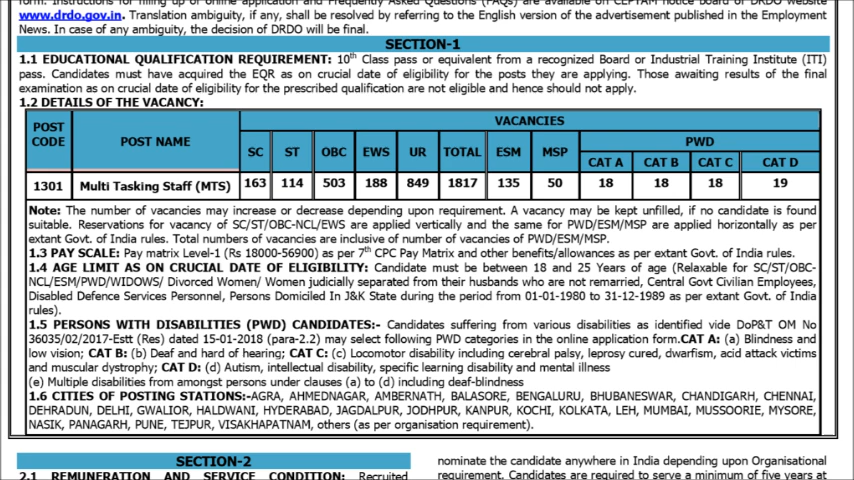 form. Instructions for filling up of online application and Frequently Asked Questions (FAQs) are available on CEPTAM notice board of DRDO website
www.drdo.gov.in. Translation ambiguity, if any, shall be resolved by referring to the English version of the advertisement published in the Employment
News. In case of any ambiguity, the decision of DRDO will be final.
SECTION-1
1.1 EDUCATIONAL QUALIFICATION REQUIREMENT: 10th Class pass or equivalent from a recognized Board or Industrial Training Institute (ITI)
pass. Candidates must have acquired the EQR as on crucial date of eligibility for the posts they are applying. Those awaiting results of the final
examination as on crucial date of eligibility for the prescribed qualification are not eligible and hence should not apply.
1.2 DETAILS OF THE VACANCY:
POST CODE POST NAME VACANCIES
SC ST OBC EWS UR TOTAL ESM MSP PWD
CAT A CAT B CAT C CAT D
1301 Multi Tasking Staff (MTS) 163 114 503 188 849 1817 135 50 18 18 18 19
Note: The number of vacancies may increase or decrease depending upon requirement. A vacancy may be kept unfilled, if no candidate is found
suitable. Reservations for vacancy of SC/ST/OBC-NCL/EWS are applied vertically and the same for PWD/ESM/MSP are applied horizontally as per
extant Govt. of India rules. Total numbers of vacancies are inclusive of number of vacancies of PWD/ESM/MSP.
1.3 PAY SCALE: Pay matrix Level-1 (Rs 18000-56900) as per 7th CPC Pay Matrix and other benefits/allowances as per extant Govt. of India rules.
1.4 AGE LIMIT AS ON CRUCIAL DATE OF ELIGIBILITY: Candidate must be between 18 and 25 Years of age (Relaxable for SC/ST/OBC-
NCL/ESM/PWD/WIDOWS/ Divorced Women/ Women judicially separated from their husbands who are not remarried, Central Govt Civilian Employees,
Disabled Defence Services Personnel, Persons Domiciled In J&K State during the period from 01-01-1980 to 31-12-1989 as per extant Govt. of India
rules).
1.5 PERSONS WITH DISABILITIES (PWD) CANDIDATES:- Candidates suffering from various disabilities as identified vide DoP&T OM No
36035/02/2017-Estt (Res) dated 15-01-2018 (para-2.2) may select following PWD categories in the online application form.CAT A: (a) Blindness and
low vision; CAT B: (b) Deaf and hard of hearing; CAT C: (c) Locomotor disability including cerebral palsy, leprosy cured, dwarfism, acid attack victims
and muscular dystrophy; CAT D: (d) Autism, intellectual disability, specific learning disability and mental illness
(e) Multiple disabilities from amongst persons under clauses (a) to (d) including deaf-blindness
1.6 CITIES OF POSTING STATIONS:-AGRA, AHMEDNAGAR, AMBERNATH, BALASORE, BENGALURU, BHUBANESWAR, CHANDIGARH, CHENNAI,
DEHRADUN, DELHI, GWALIOR, HALDWANI, HYDERABAD, JAGDALPUR, JODHPUR, KANPUR, KOCHI, KOLKATA, LEH, MUMBAI, MUSSOORIE, MYSORE,
NASIK, PANAGARH, PUNE, TEJPUR, VISAKHAPATNAM, others (as per organisation requirement).
SECTION-2
2.1 REMUNERATION AND SERVICE CONDITION: Recruited
nominate the candidate anywhere in India depending upon Organisational
requirement. Candidates are required to serve a minimum of five years at